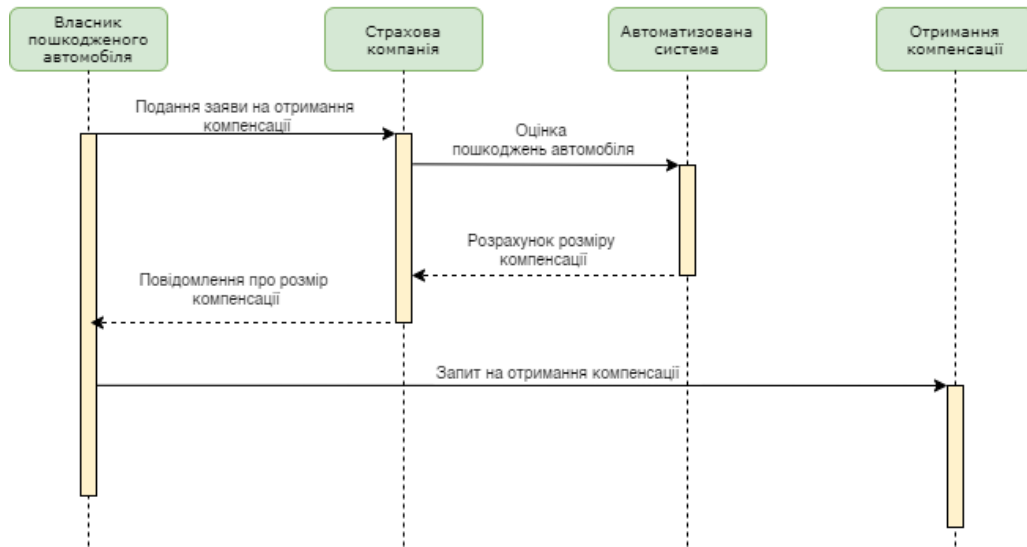 Власник
пошкодженого
автомобіля
Страхова
компанія
Автоматизована
система
Отримання
компенсації
Подання заяви на отримання
компенсації
Оцінка
пошкоджень автомобіля
Розрахунок розміру
компенсації
Повідомлення про розмір
компенсації
Запит на отримання компенсації